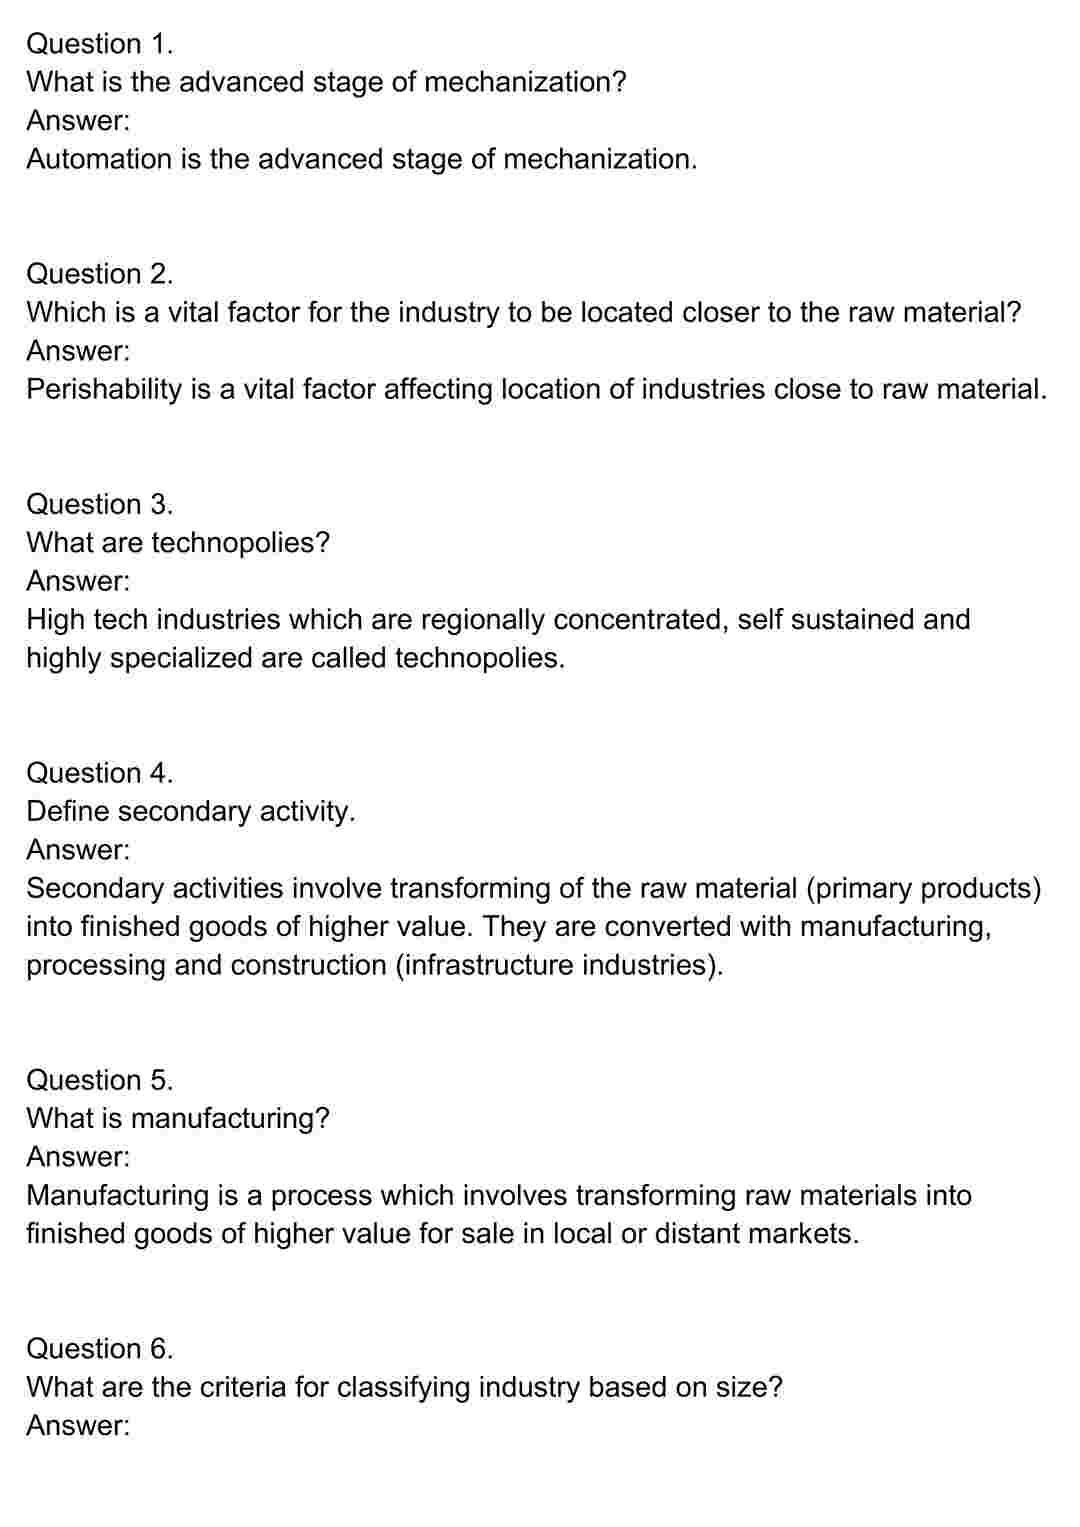 Question 1.
What is the advanced stage of mechanization?
Answer:
Automation is the advanced stage of mechanization.
Question 2.
Which is a vital factor for the industry to be located closer to the raw material?
Answer:
Perishability is a vital factor affecting location of industries close to raw material.
Question 3.
What are technopolies?
Answer:
High tech industries which are regionally concentrated, self sustained and
highly specialized are called technopolies.
Question 4.
Define secondary activity.
Answer:
Secondary activities involve transforming of the raw material (primary products)
into finished goods of higher value. They are converted with manufacturing,
processing and construction (infrastructure industries).
Question 5.
What is manufacturing?
Answer:
Manufacturing is a process which involves transforming raw materials into
finished goods of higher value for sale in local or distant markets.
Question 6.
What are the criteria for classifying industry based on size?
Answer: